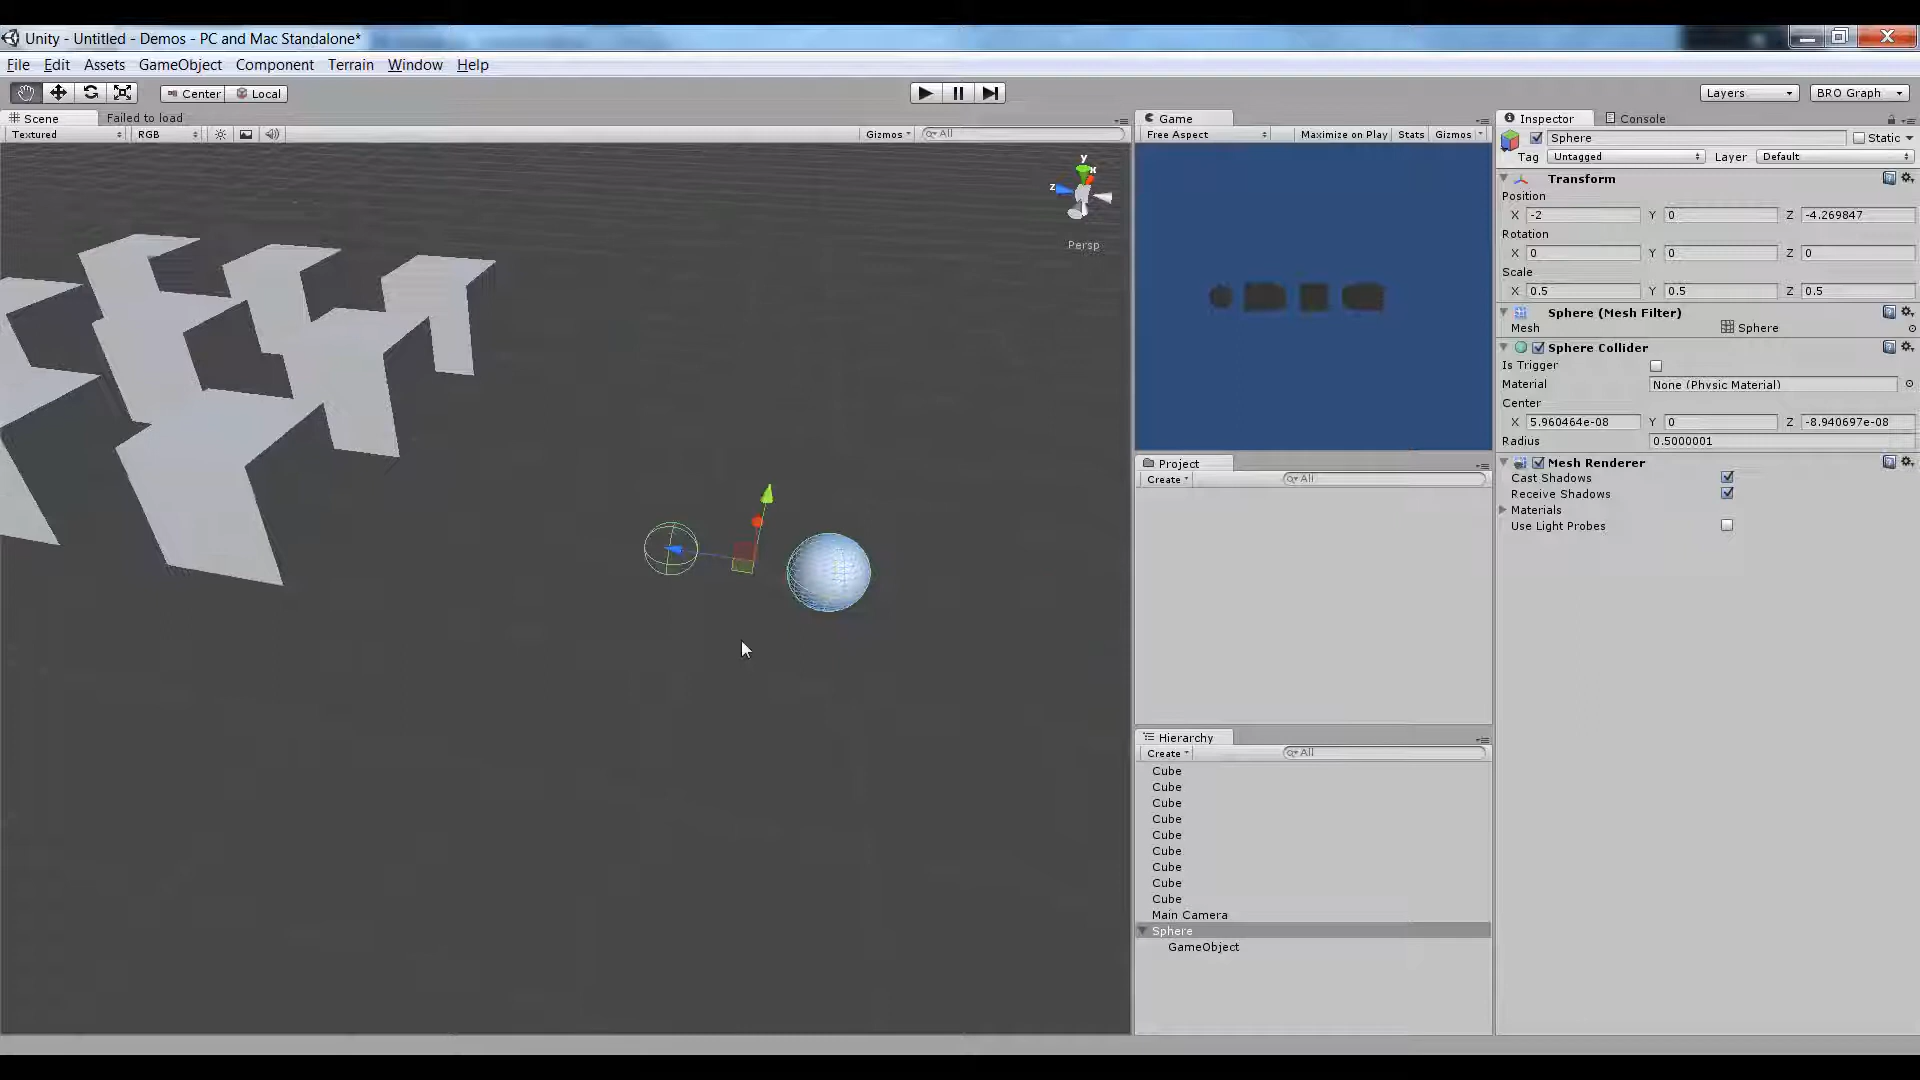 Unity - Untitled - Demos - PC and Mac Standalone*
File Edit Assets GameObject Component Terrain Window Help
Center Local Layers BRO Graph
Scene Failed to load
Textured RGB Gizmos All
y
x
z
Persp
Game
Free Aspect Maximize on Play Stats Gizmos
Project
Create All
Hierarchy
Create All
Cube
Cube
Cube
Cube
Cube
Cube
Cube
Cube
Cube
Main Camera
Sphere
GameObject
Inspector Console
Sphere Static
Tag Untagged Layer Default
Transform
Position
X -2 Y 0 Z -4.269847
Rotation
X 0 Y 0 Z 0
Scale
X 0.5 Y 0.5 Z 0.5
Sphere (Mesh Filter)
Mesh Sphere
Sphere Collider
Is Trigger
Material None (Physic Material)
Center
X 5.960464e-08 Y 0 Z -8.940697e-08
Radius 0.5000001
Mesh Renderer
Cast Shadows
Receive Shadows
Materials
Use Light Probes